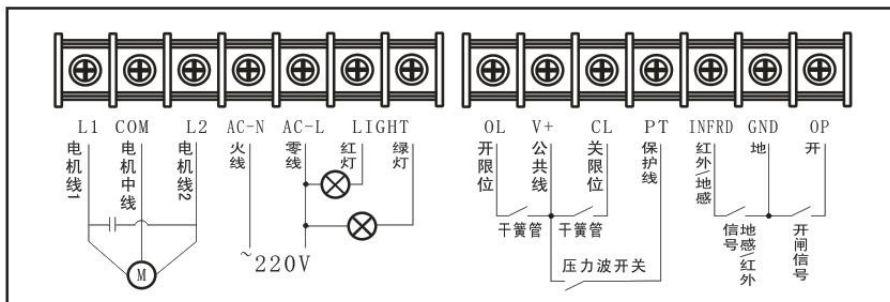 L1 COM L2 AC-N AC-L LIGHT OL V+ CL PT INFRD GND OP
电机线1
电机中线
电机线2
火线
零线
红灯
绿灯
开限位
公共线
关限位
保护线
红外/地感
地
开
干簧管
干簧管
地感/红外
信号
开闸信号
压力波开关
M
~220V